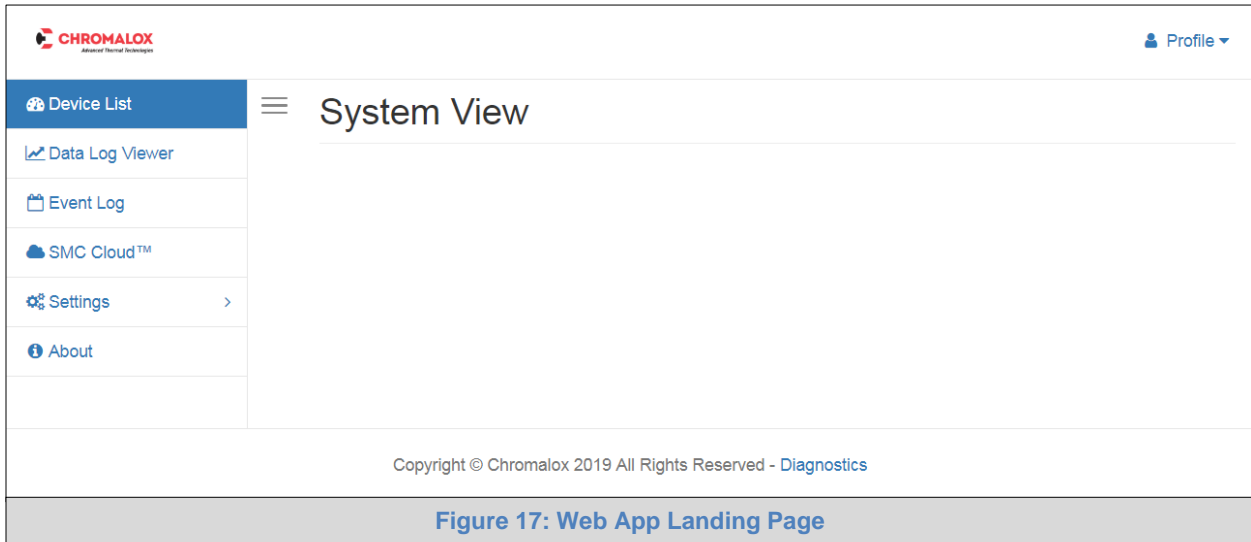 CHROMALOX
Advanced Thermal Technologies
Profile
Device List
System View
Data Log Viewer
Event Log
SMC Cloud™
Settings
About
Copyright © Chromalox 2019 All Rights Reserved - Diagnostics
Figure 17: Web App Landing Page